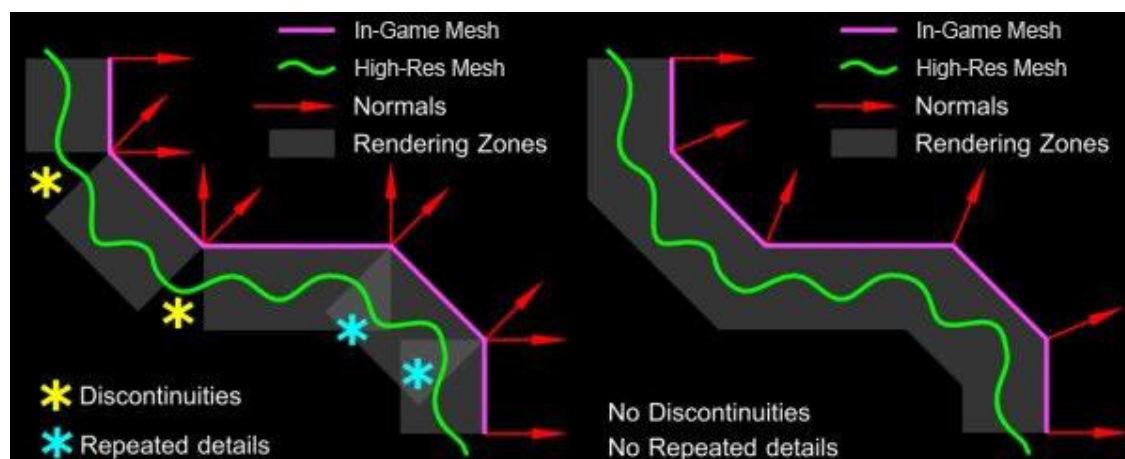 In-Game Mesh
High-Res Mesh
Normals
Rendering Zones
Discontinuities
Repeated details
In-Game Mesh
High-Res Mesh
Normals
Rendering Zones
No Discontinuities
No Repeated details